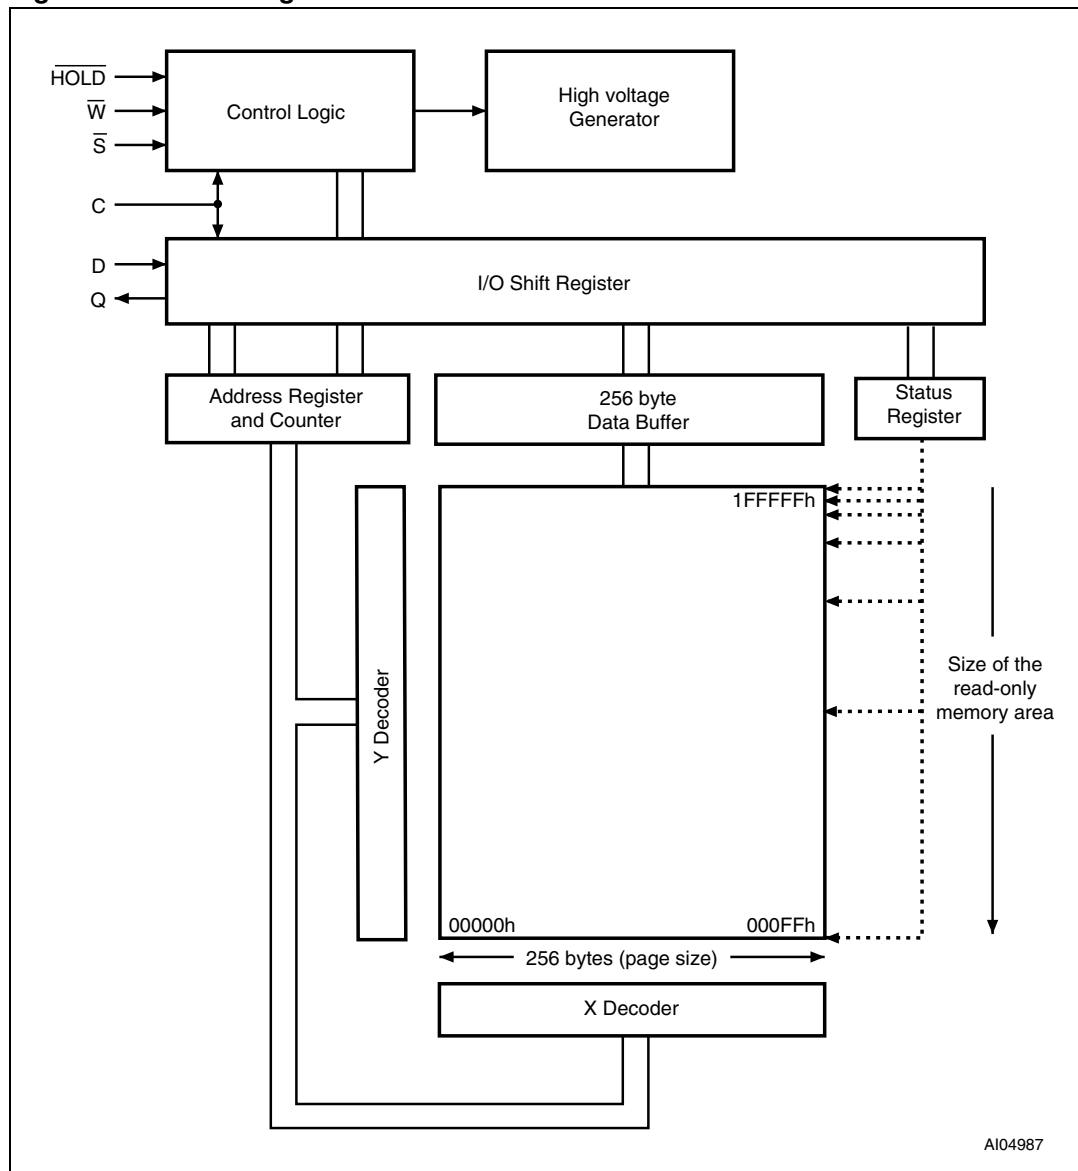 H̅O̅L̅D̅
W̅
S̅
C
D
Q
Control Logic
High voltage
Generator
I/O Shift Register
Address Register
and Counter
256 byte
Data Buffer
Status
Register
1FFFFFh
Y Decoder
Size of the
read-only
memory area
00000h
000FFh
256 bytes (page size)
X Decoder
AI04987